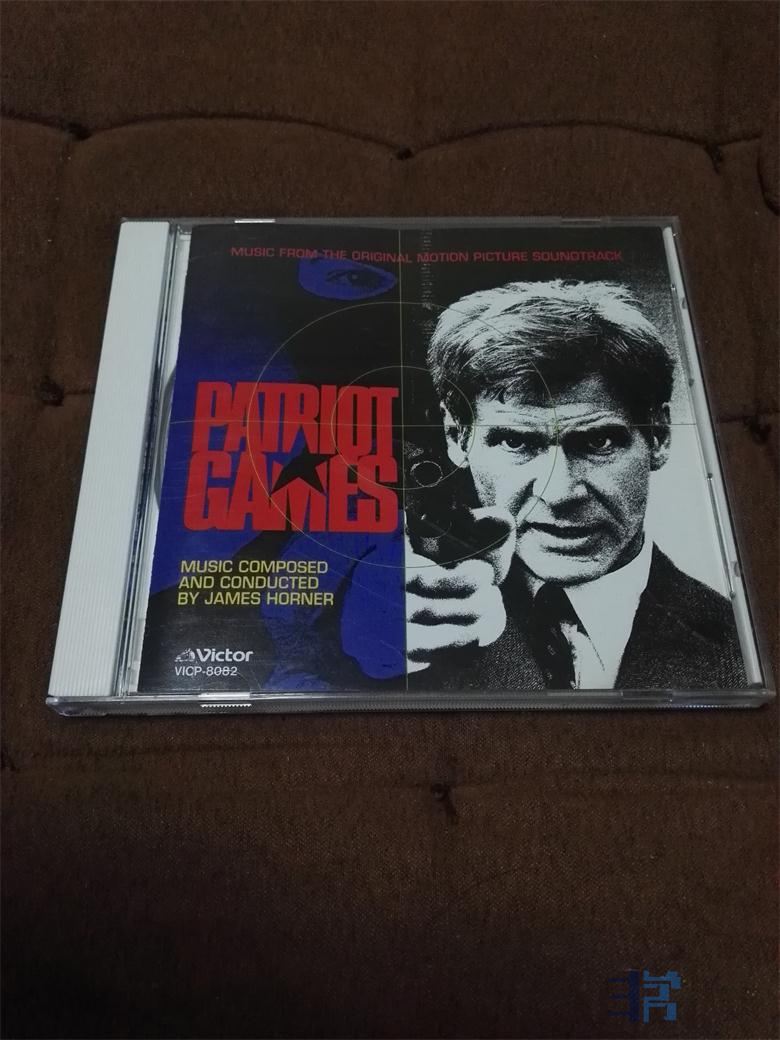 MUSIC FROM THE ORIGINAL MOTION PICTURE SOUNDTRACK
PATRIOT
GAMES
MUSIC COMPOSED
AND CONDUCTED
BY JAMES HORNER
Victor
VICP-8082